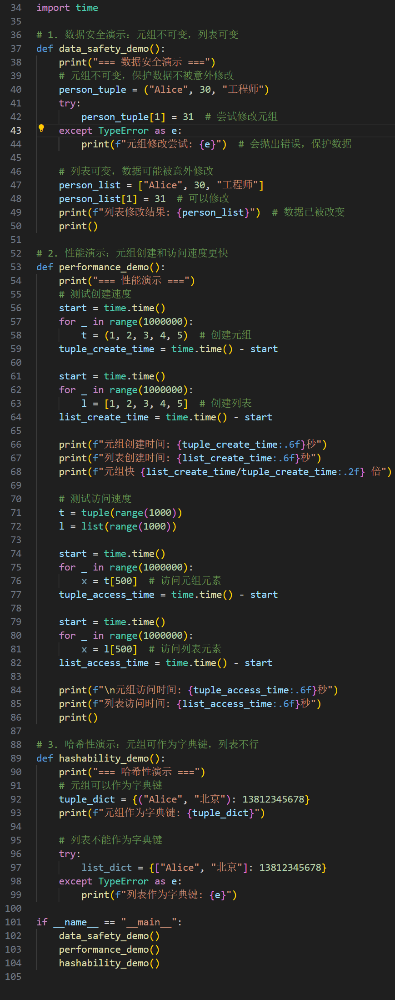 34 import time
35
36 # 1. 数据安全演示：元组不可变，列表可变
37 def data_safety_demo():
38     print("=== 数据安全演示 ===")
39     # 元组不可变，保护数据不被意外修改
40     person_tuple = ("Alice", 30, "工程师")
41     try:
42         person_tuple[1] = 31  # 尝试修改元组
43     except TypeError as e:
44         print(f"元组修改尝试: {e}")  # 会抛出错误，保护数据
45
46     # 列表可变，数据可能被意外修改
47     person_list = ["Alice", 30, "工程师"]
48     person_list[1] = 31  # 可以修改
49     print(f"列表修改结果: {person_list}")  # 数据已被改变
50     print()
51
52 # 2. 性能演示：元组创建和访问速度更快
53 def performance_demo():
54     print("=== 性能演示 ===")
55     # 测试创建速度
56     start = time.time()
57     for _ in range(1000000):
58         t = (1, 2, 3, 4, 5)  # 创建元组
59     tuple_create_time = time.time() - start
60
61     start = time.time()
62     for _ in range(1000000):
63         l = [1, 2, 3, 4, 5]  # 创建列表
64     list_create_time = time.time() - start
65
66     print(f"元组创建时间: {tuple_create_time:.6f}秒")
67     print(f"列表创建时间: {list_create_time:.6f}秒")
68     print(f"元组快 {list_create_time/tuple_create_time:.2f} 倍")
69
70     # 测试访问速度
71     t = tuple(range(1000))
72     l = list(range(1000))
73
74     start = time.time()
75     for _ in range(1000000):
76         x = t[500]  # 访问元组元素
77     tuple_access_time = time.time() - start
78
79     start = time.time()
80     for _ in range(1000000):
81         x = l[500]  # 访问列表元素
82     list_access_time = time.time() - start
83
84     print(f"\n元组访问时间: {tuple_access_time:.6f}秒")
85     print(f"列表访问时间: {list_access_time:.6f}秒")
86     print()
87
88 # 3. 哈希性演示：元组可作为字典键，列表不行
89 def hashability_demo():
90     print("=== 哈希性演示 ===")
91     # 元组可以作为字典键
92     tuple_dict = {("Alice", "北京"): 13812345678}
93     print(f"元组作为字典键: {tuple_dict}")
94
95     # 列表不能作为字典键
96     try:
97         list_dict = {["Alice", "北京"]: 13812345678}
98     except TypeError as e:
99         print(f"列表作为字典键: {e}")
100
101 if __name__ == "__main__":
102     data_safety_demo()
103     performance_demo()
104     hashability_demo()
105